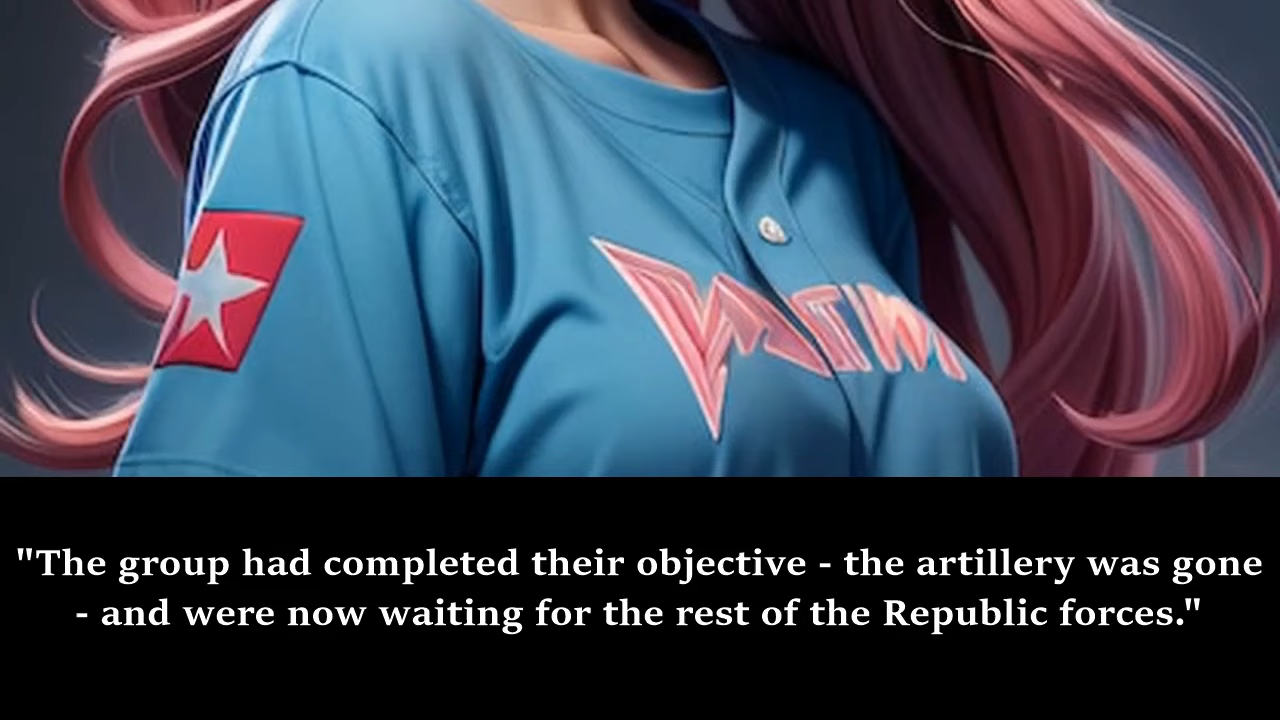 "The group had completed their objective - the artillery was gone
- and were now waiting for the rest of the Republic forces."